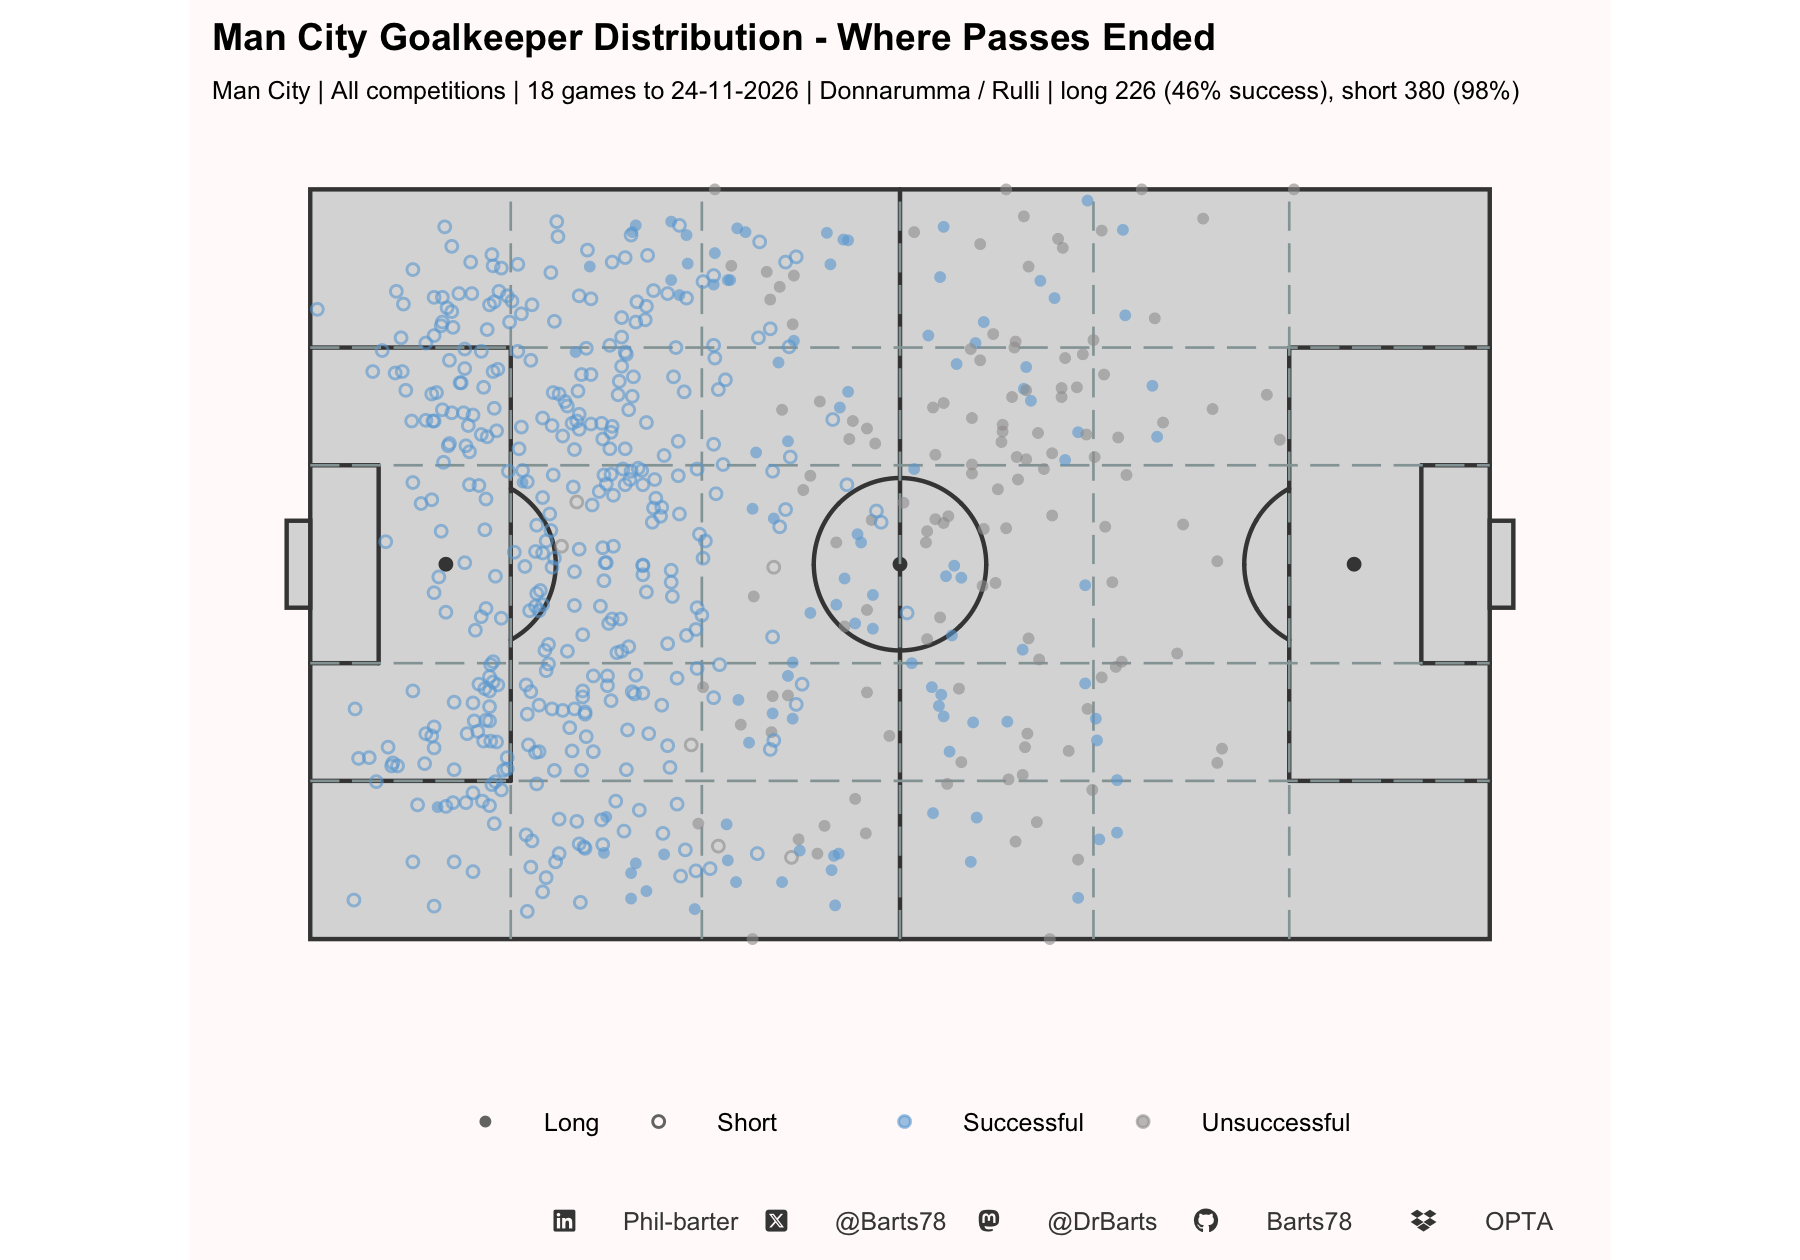 Man City Goalkeeper Distribution - Where Passes Ended
Man City | All competitions | 18 games to 24-11-2026 | Donnarumma / Rulli | long 226 (46% success), short 380 (98%)
Long Short Successful Unsuccessful
Phil-barter @Barts78 @DrBarts Barts78 OPTA